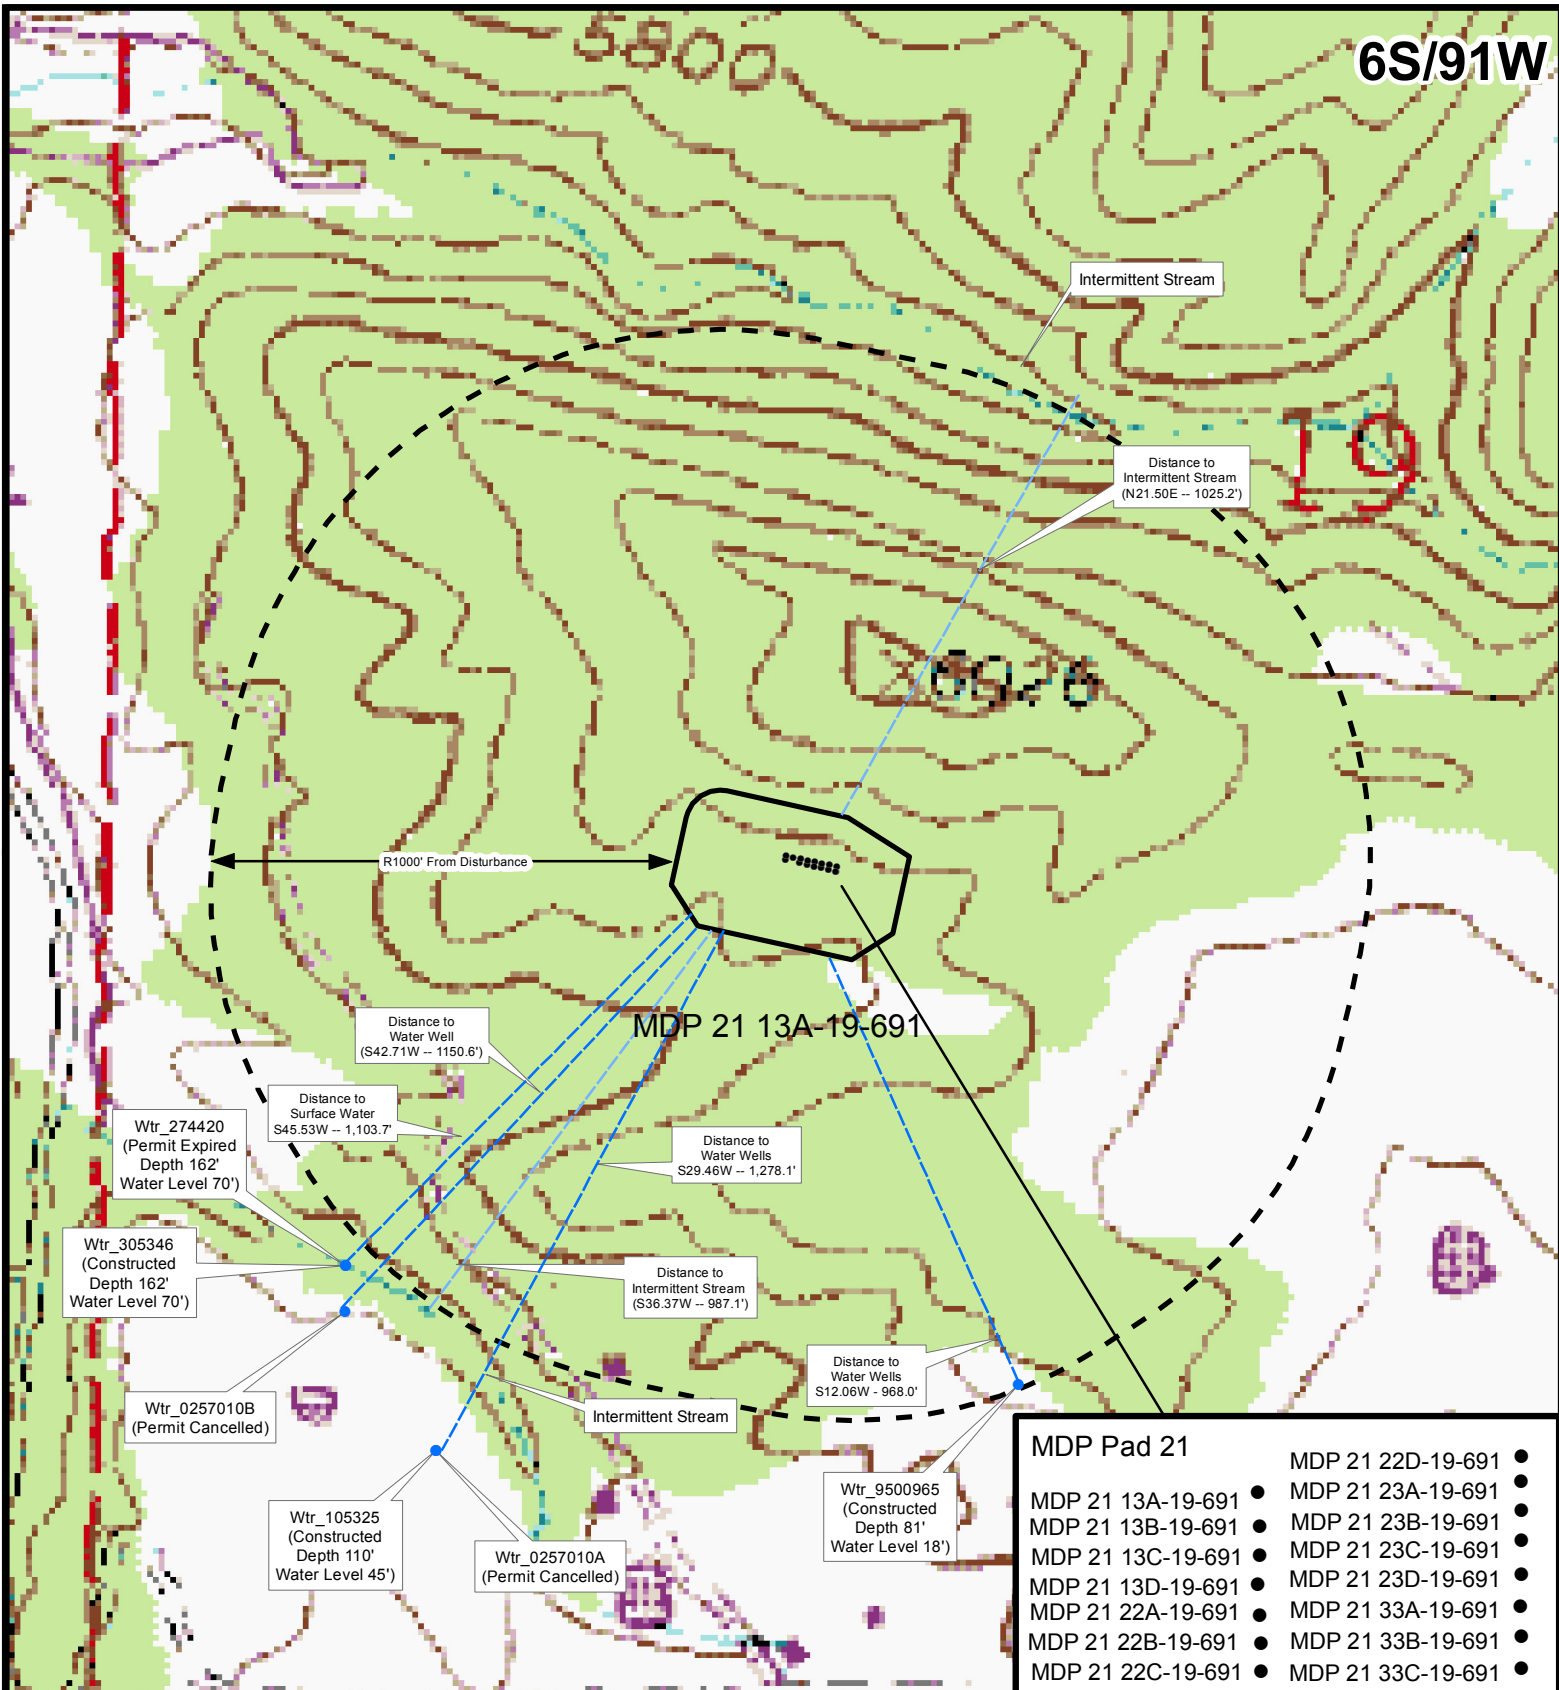 6S/91W
5800
Intermittent Stream
Distance to
Intermittent Stream
(N21.50E -- 1025.2')
R1000' From Disturbance
MDP 21 13A-19-691
Distance to
Water Well
(S42.71W -- 1150.6')
Distance to
Surface Water
S45.53W -- 1,103.7'
Wtr_274420
(Permit Expired
Depth 162'
Water Level 70')
Distance to
Water Wells
S29.46W -- 1,278.1'
Wtr_305346
(Constructed
Depth 162'
Water Level 70')
Distance to
Intermittent Stream
(S36.37W -- 987.1')
Distance to
Water Wells
S12.06W - 968.0'
Wtr_0257010B
(Permit Cancelled)
Intermittent Stream
Wtr_105325
(Constructed
Depth 110'
Water Level 45')
Wtr_0257010A
(Permit Cancelled)
Wtr_9500965
(Constructed
Depth 81'
Water Level 18')
MDP Pad 21
MDP 21 13A-19-691
MDP 21 13B-19-691
MDP 21 13C-19-691
MDP 21 13D-19-691
MDP 21 22A-19-691
MDP 21 22B-19-691
MDP 21 22C-19-691
MDP 21 22D-19-691
MDP 21 23A-19-691
MDP 21 23B-19-691
MDP 21 23C-19-691
MDP 21 23D-19-691
MDP 21 33A-19-691
MDP 21 33B-19-691
MDP 21 33C-19-691